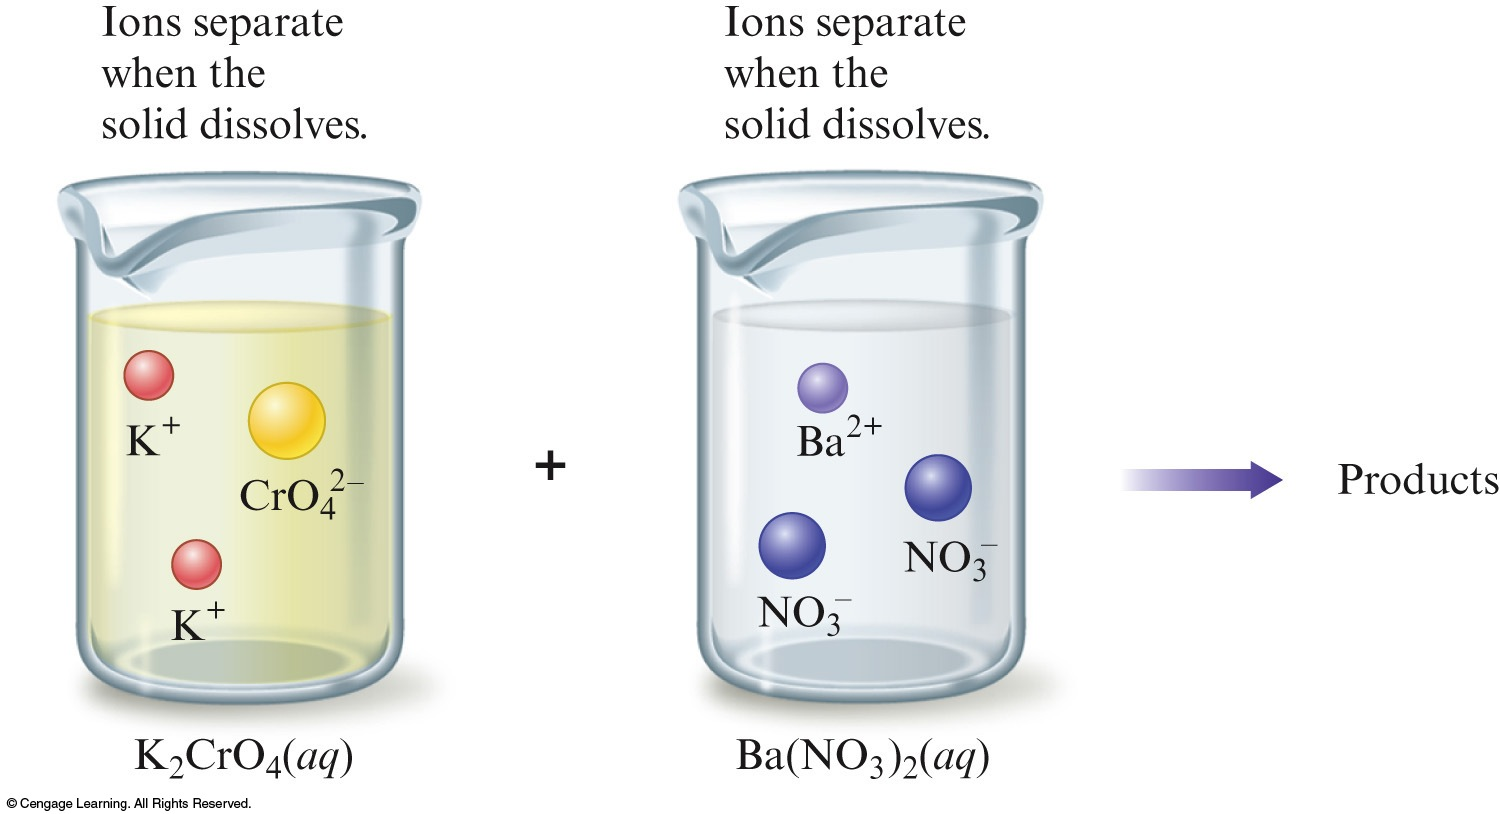 Ions separate
when the
solid dissolves.
Ions separate
when the
solid dissolves.
K⁺
CrO₄²⁻
K⁺
+
Ba²⁺
NO₃⁻
NO₃⁻
Products
K₂CrO₄(aq)
Ba(NO₃)₂(aq)
© Cengage Learning. All Rights Reserved.